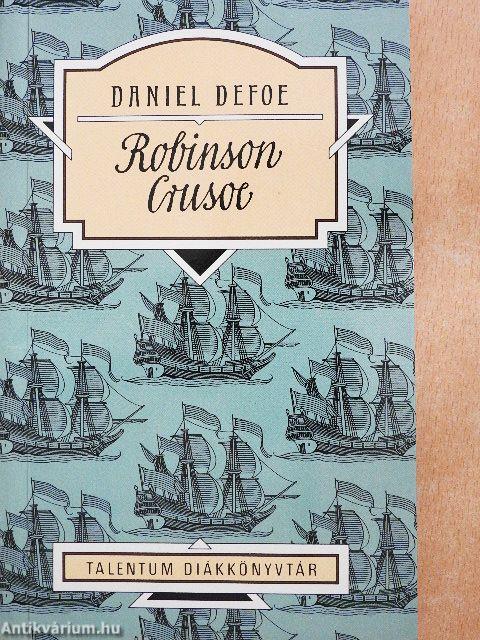 DANIEL DEFOE
Robinson
Crusoe
TALENTUM DIÁKKÖNYVTÁR
Antikvárium.hu